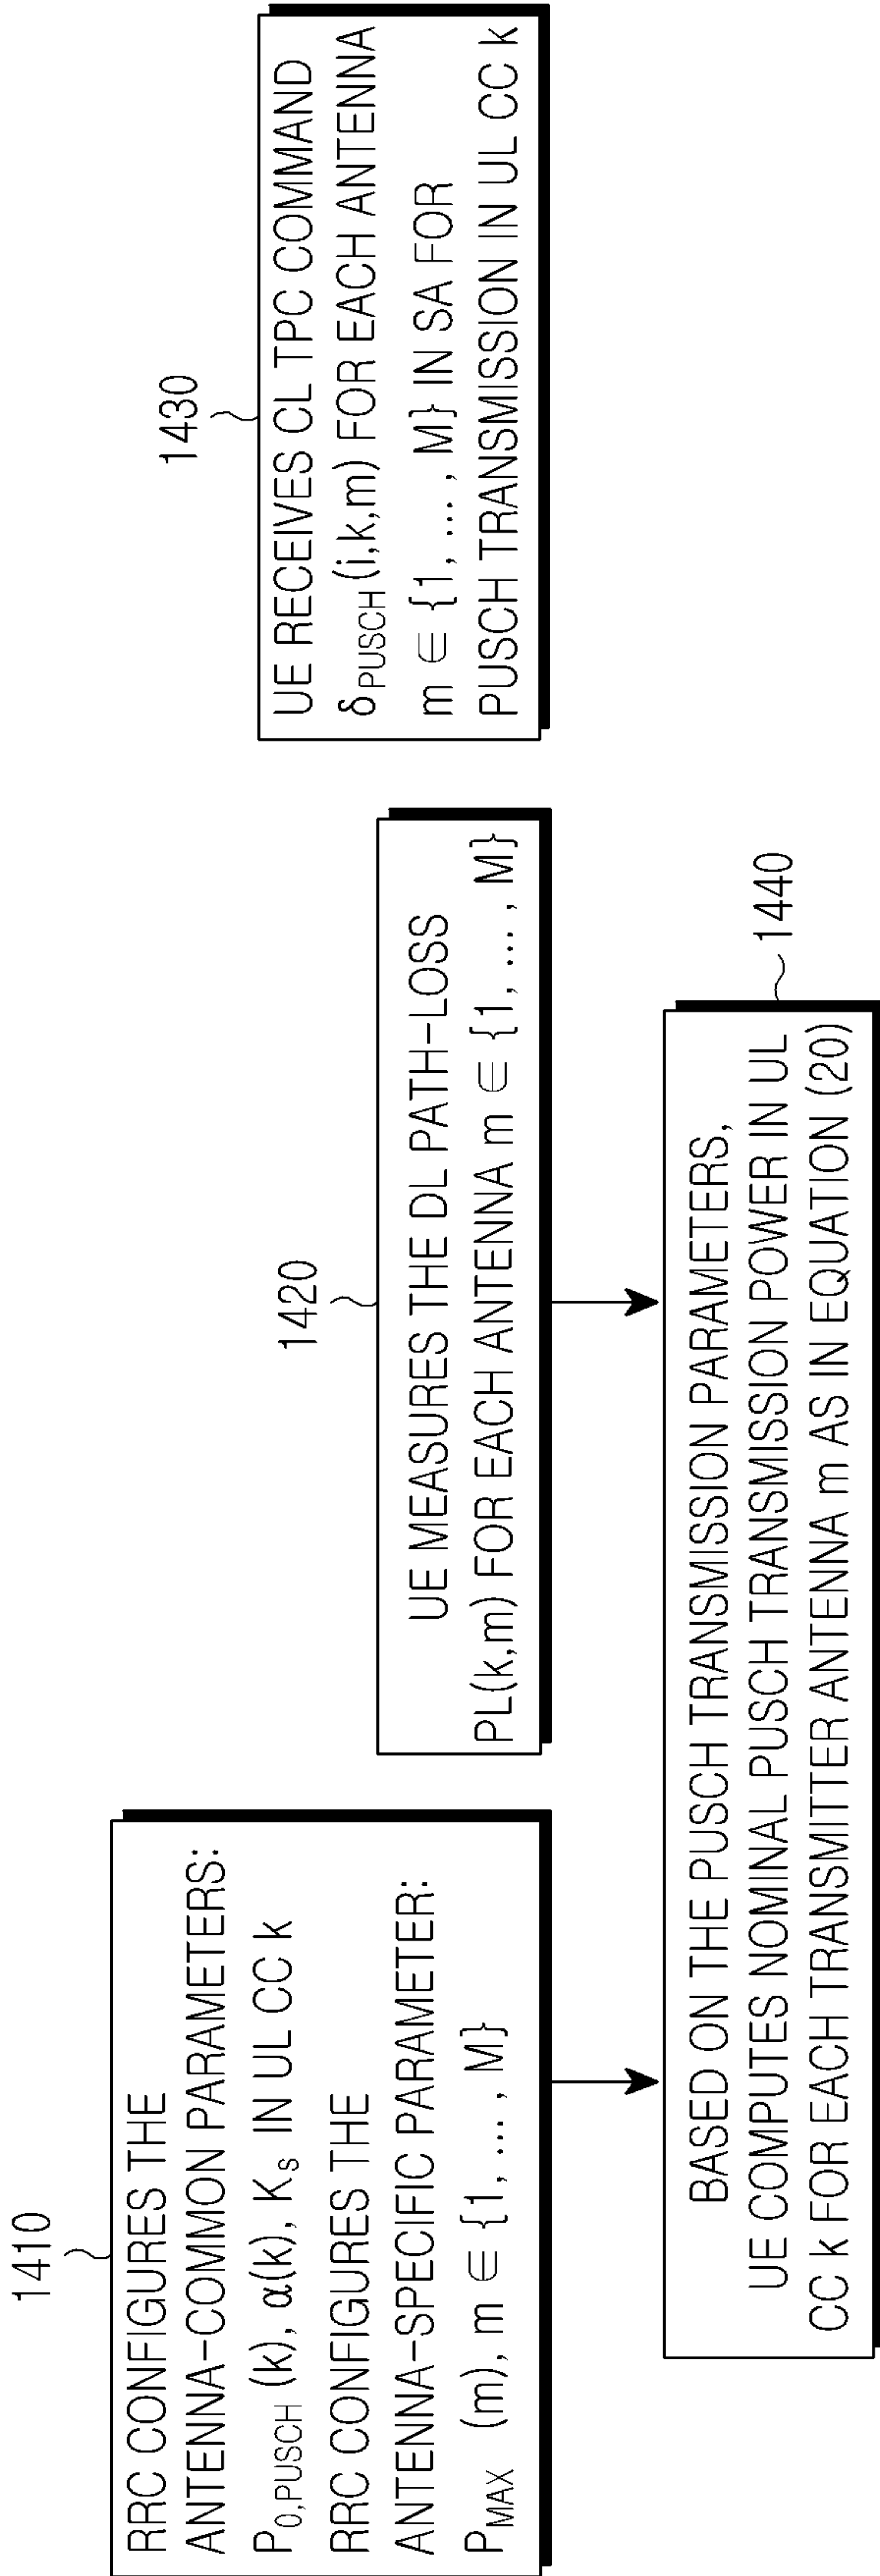 1410
RRC CONFIGURES THE
ANTENNA-COMMON PARAMETERS:
P0,PUSCH (k), α(k), Ks IN UL CC k
RRC CONFIGURES THE
ANTENNA-SPECIFIC PARAMETER:
PMAX (m), m ∈ {1, ... , M}
1420
UE MEASURES THE DL PATH-LOSS
PL(k,m) FOR EACH ANTENNA m ∈ {1, ... , M}
1430
UE RECEIVES CL TPC COMMAND
δPUSCH (i,k,m) FOR EACH ANTENNA
m ∈ {1, ... , M} IN SA FOR
PUSCH TRANSMISSION IN UL CC k
1440
BASED ON THE PUSCH TRANSMISSION PARAMETERS,
UE COMPUTES NOMINAL PUSCH TRANSMISSION POWER IN UL
CC k FOR EACH TRANSMITTER ANTENNA m AS IN EQUATION (20)